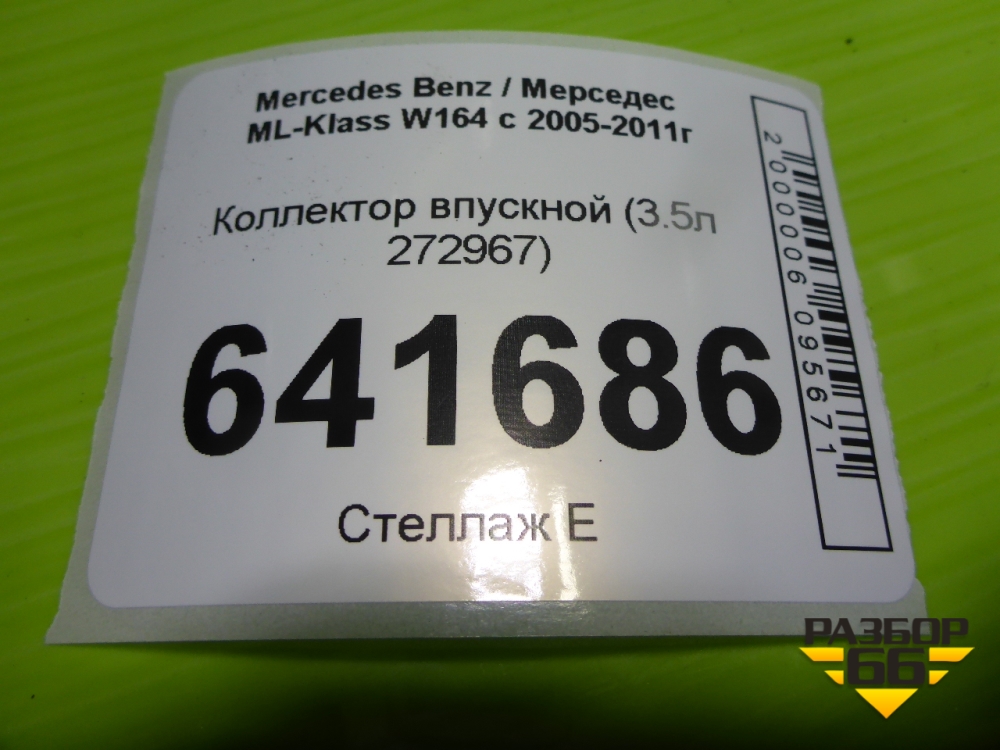 Mercedes Benz / Мерседес
ML-Klass W164 с 2005-2011г
Коллектор впускной (3.5л
272967)
641686
Стеллаж E
2000006095671
РАЗБОР
66